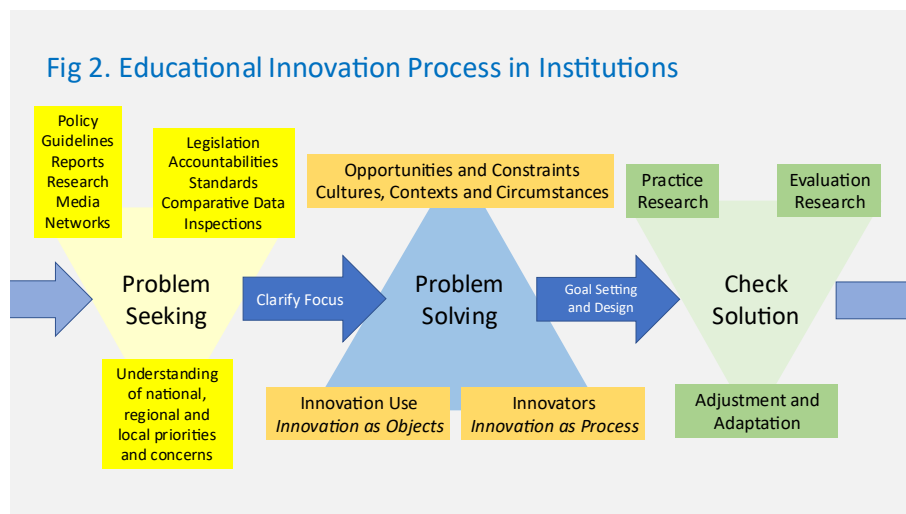 Fig 2. Educational Innovation Process in Institutions
Policy
Guidelines
Reports
Research
Media
Networks
Legislation
Accountabilities
Standards
Comparative Data
Inspections
Problem
Seeking
Understanding
of national,
regional and
local priorities
and concerns
Clarify Focus
Opportunities and Constraints
Cultures, Contexts and Circumstances
Problem
Solving
Innovation Use
Innovation as Objects
Innovators
Innovation as Process
Goal Setting
and Design
Practice
Research
Evaluation
Research
Check
Solution
Adjustment and
Adaptation